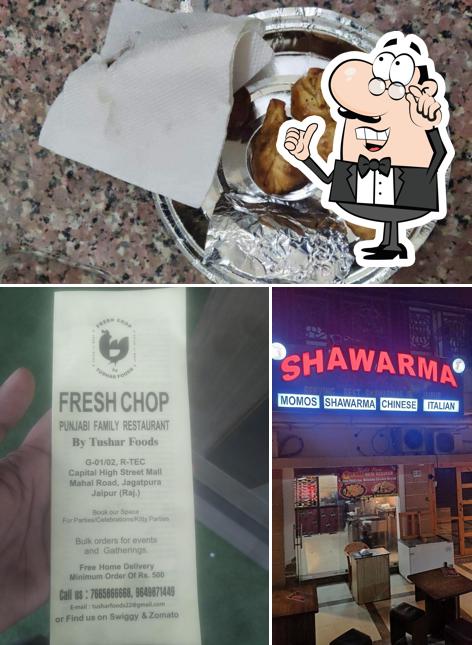 FRESH CHOP
by
TUSHAR FOODS
FRESH CHOP
PUNJABI FAMILY RESTAURANT
By Tushar Foods
G-01/02, R-TEC
Capital High Street Mall
Mahal Road, Jagatpura
Jaipur (Raj.)
Book our Space
For Parties/Celebrations/Kitty Parties
Bulk orders for events
and Gatherings.
Free Home Delivery
Minimum Order Of Rs. 500
Call us : 7665866668, 9649871449
E-mail : tusharfoods22@gmail.com
or Find us on Swiggy & Zomato
SHAWARMA
MOMOS SHAWARMA CHINESE ITALIAN